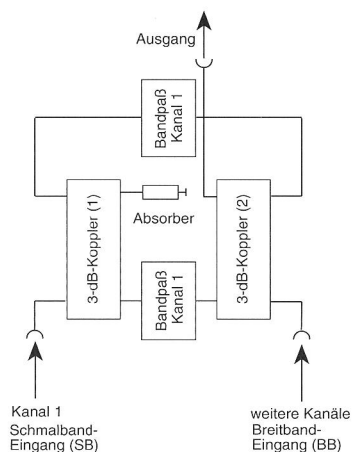 Ausgang
Bandpaß
Kanal 1
3-dB-Koppler (1)
Absorber
3-dB-Koppler (2)
Bandpaß
Kanal 1
Kanal 1
Schmalband-
Eingang (SB)
weitere Kanäle
Breitband-
Eingang (BB)